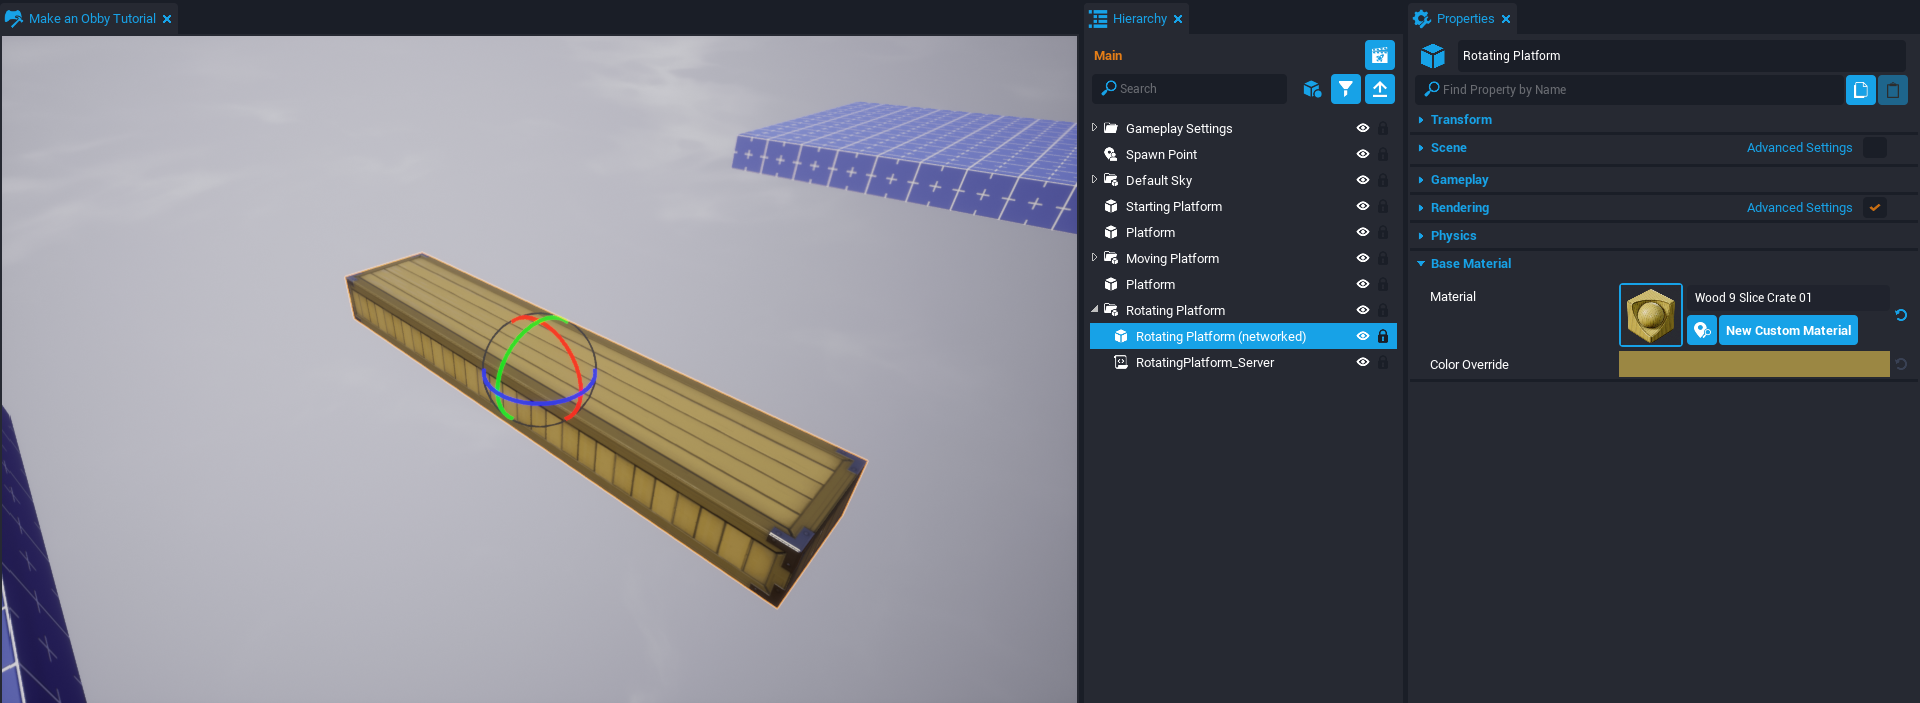 Make an Obby Tutorial
Hierarchy
Main
Search
Gameplay Settings
Spawn Point
Default Sky
Starting Platform
Platform
Moving Platform
Platform
Rotating Platform
Rotating Platform (networked)
RotatingPlatform_Server
Properties
Rotating Platform
Find Property by Name
Transform
Scene Advanced Settings
Gameplay
Rendering Advanced Settings
Physics
Base Material
Material Wood 9 Slice Crate 01
New Custom Material
Color Override